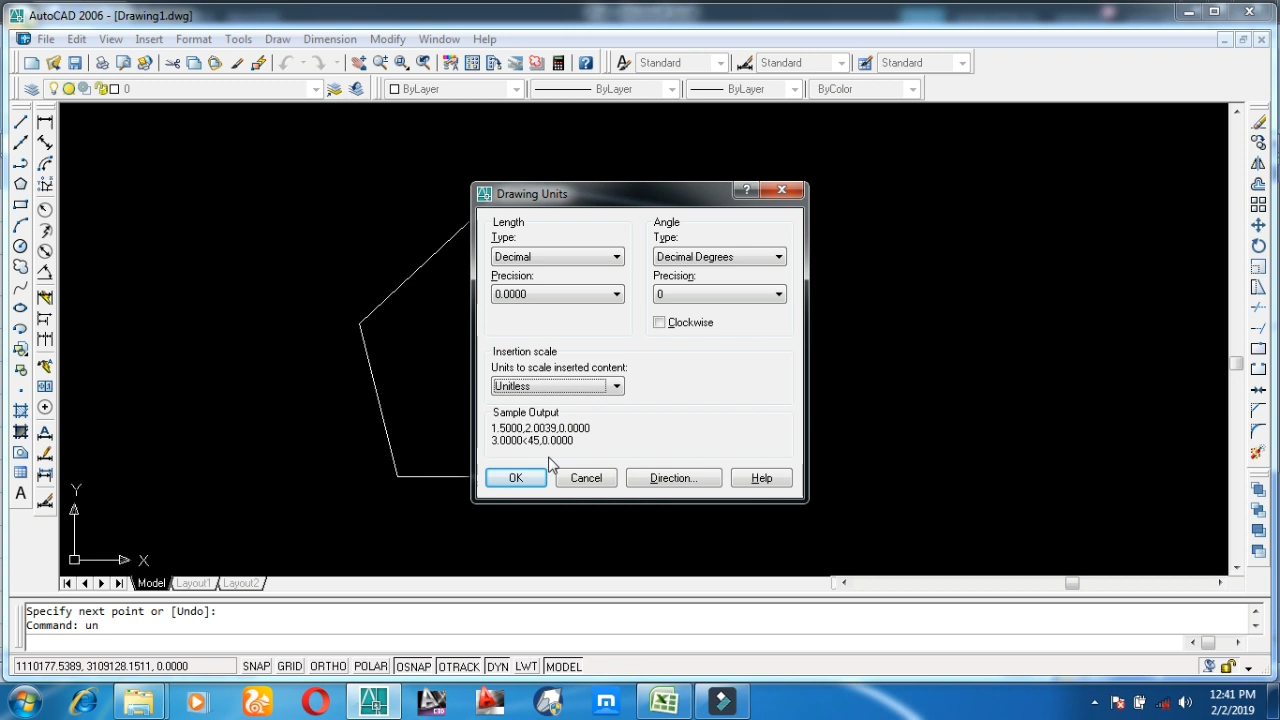 AutoCAD 2006 - [Drawing1.dwg]
File Edit View Insert Format Tools Draw Dimension Modify Window Help
Standard Standard Standard
0 ByLayer ByLayer ByLayer ByColor
Drawing Units
Length
Type:
Decimal
Precision:
0.0000
Angle
Type:
Decimal Degrees
Precision:
0
Clockwise
Insertion scale
Units to scale inserted content:
Unitless
Sample Output
1.5000,2.0039,0.0000
3.0000<45,0.0000
OK Cancel Direction... Help
Y
X
Model Layout1 Layout2
Specify next point or [Undo]:
Command: un
1110177.5389, 3109128.1511, 0.0000 SNAP GRID ORTHO POLAR OSNAP OTRACK DYN LWT MODEL
12:41 PM
2/2/2019